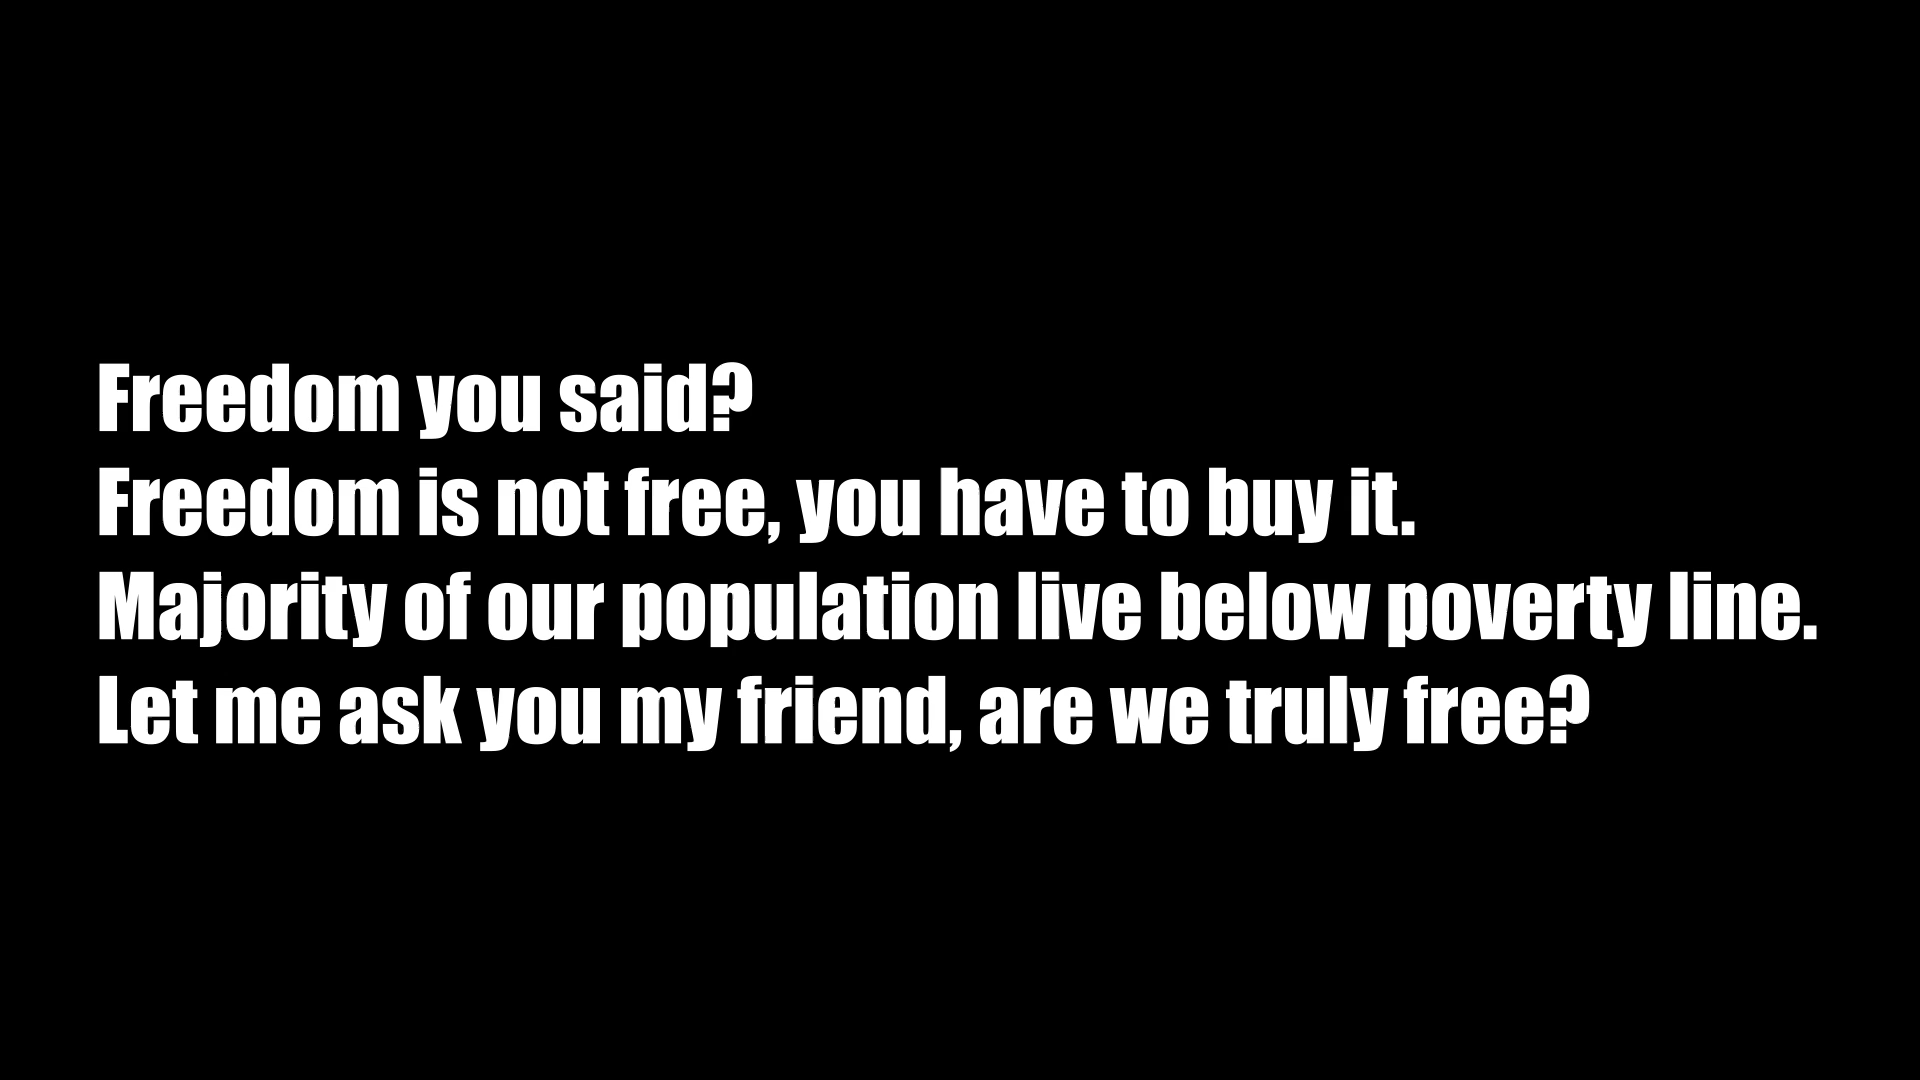 Freedom you said?
Freedom is not free, you have to buy it.
Majority of our population live below poverty line.
Let me ask you my friend, are we truly free?